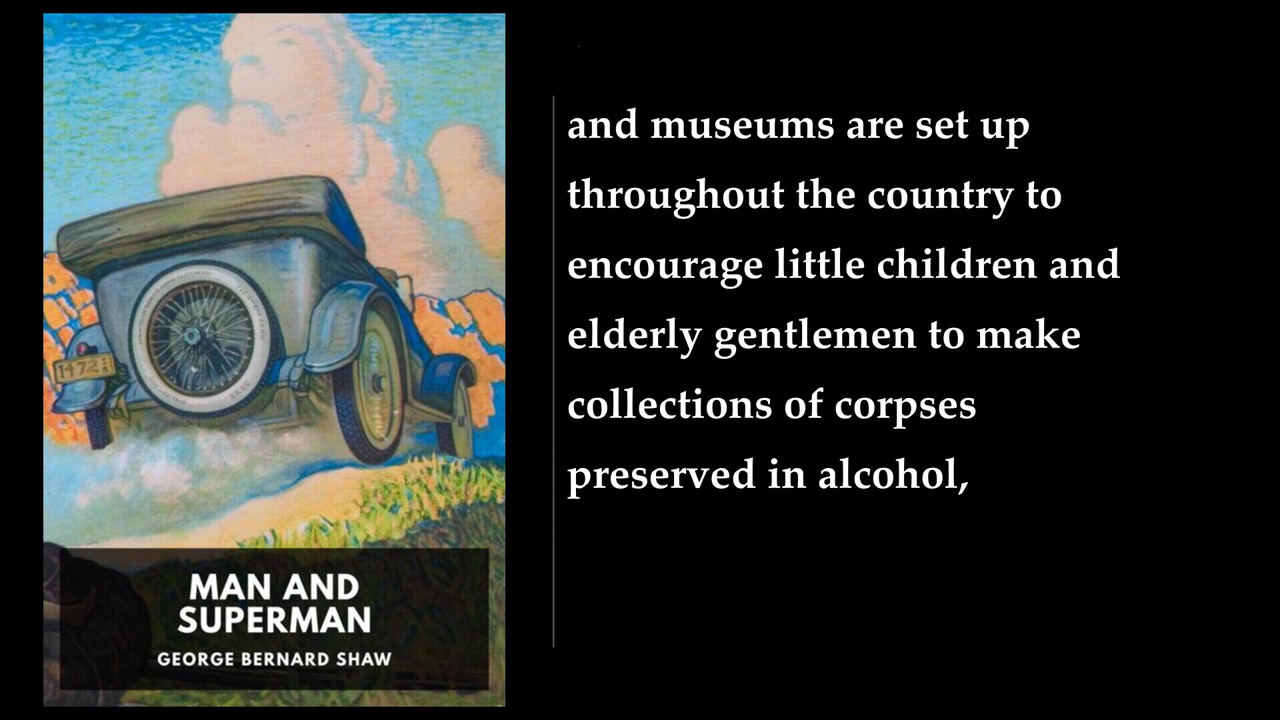 and museums are set up
throughout the country to
encourage little children and
elderly gentlemen to make
collections of corpses
preserved in alcohol,
1472
MAN AND
SUPERMAN
GEORGE BERNARD SHAW